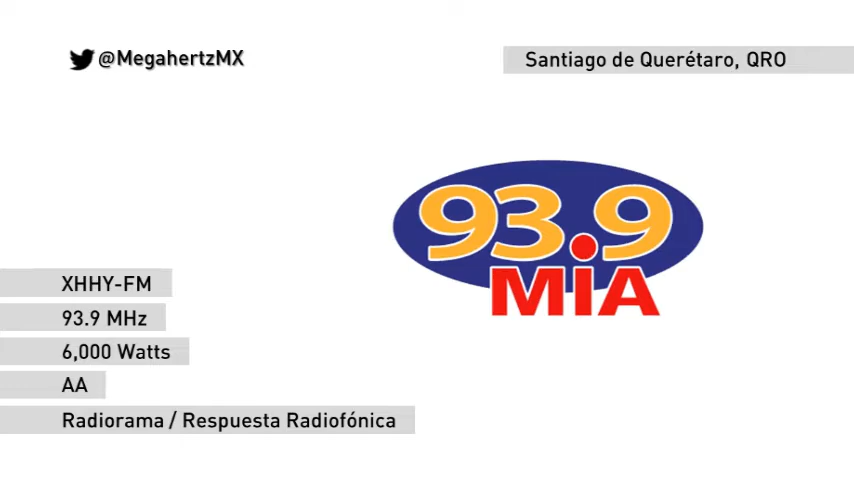 @MegahertzMX
Santiago de Querétaro, QRO
93.9
MiA
XHHY-FM
93.9 MHz
6,000 Watts
AA
Radiorama / Respuesta Radiofónica